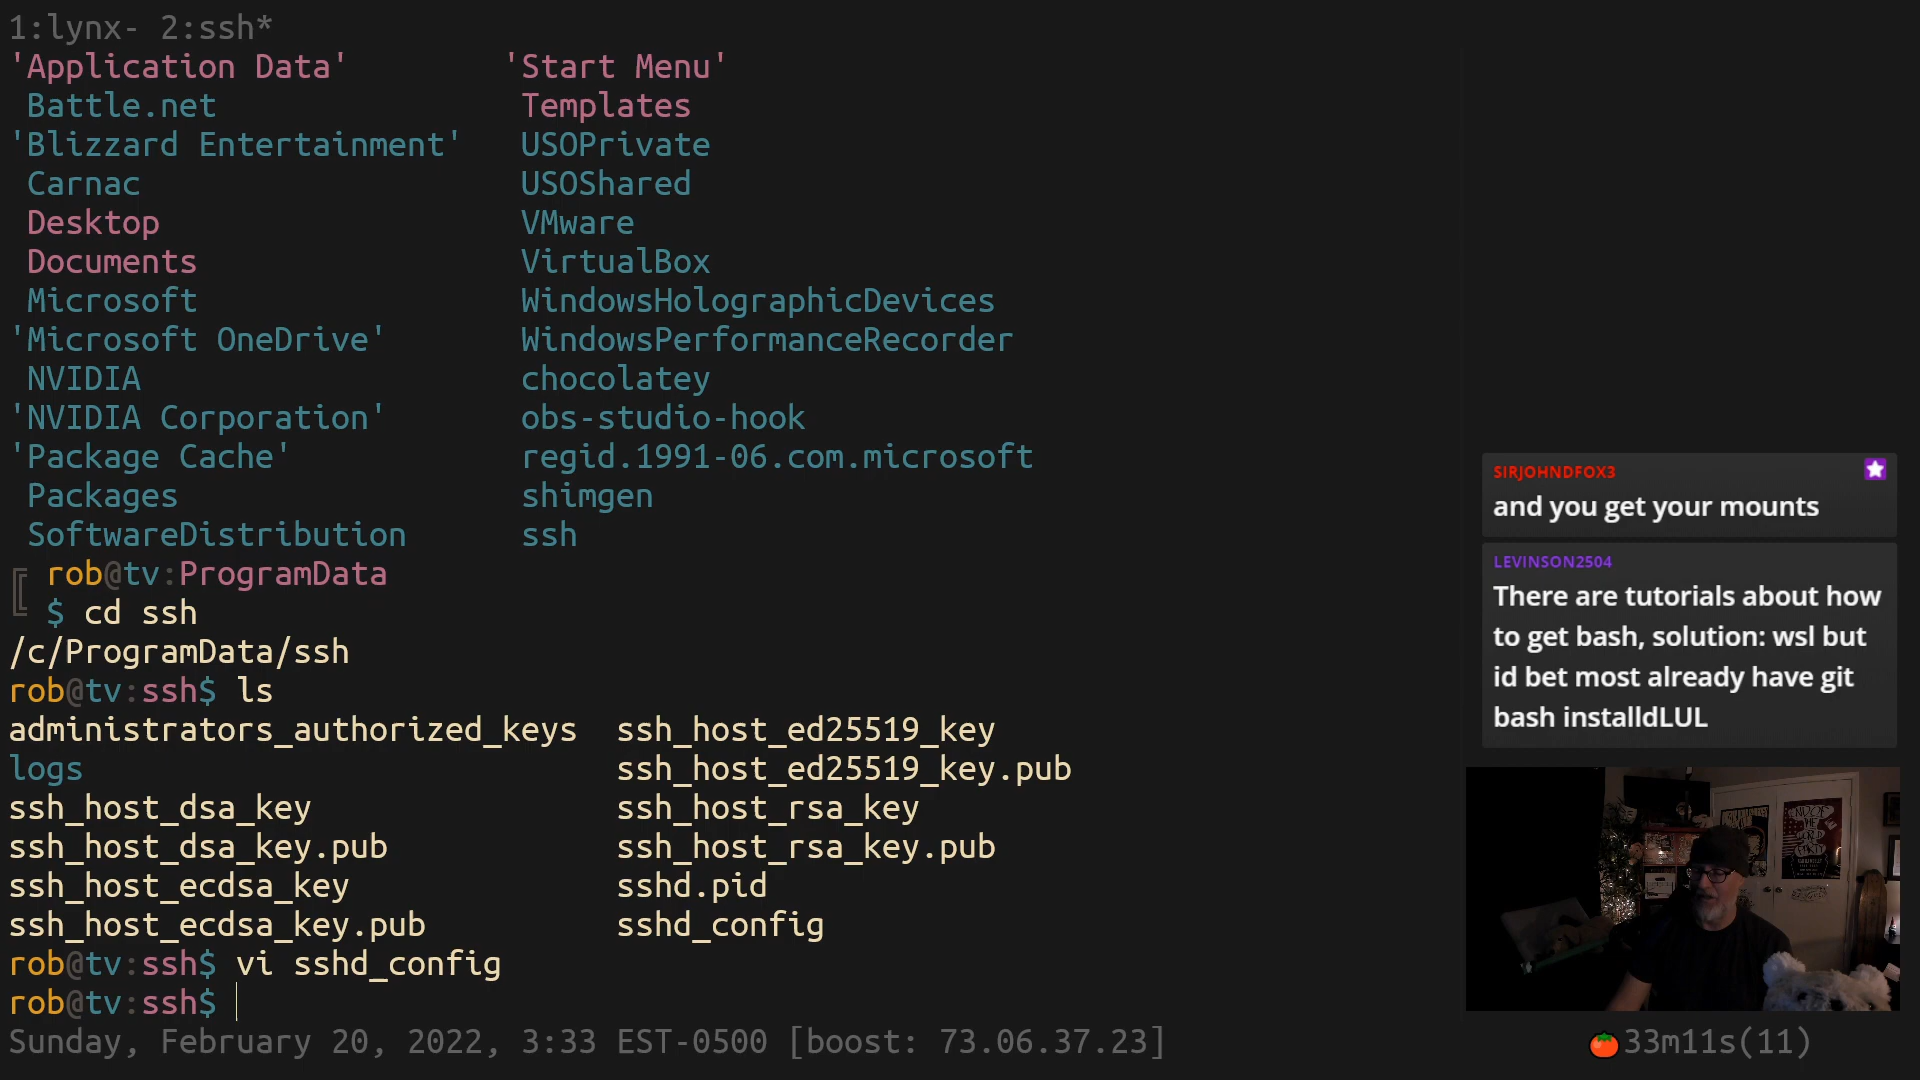 1:lynx- 2:ssh*
'Application Data' 'Start Menu'
Battle.net Templates
'Blizzard Entertainment' USOPrivate
Carnac USOShared
Desktop VMware
Documents VirtualBox
Microsoft WindowsHolographicDevices
'Microsoft OneDrive' WindowsPerformanceRecorder
NVIDIA chocolatey
'NVIDIA Corporation' obs-studio-hook
'Package Cache' regid.1991-06.com.microsoft
Packages shimgen
SoftwareDistribution ssh
rob@tv:ProgramData
$ cd ssh
/c/ProgramData/ssh
rob@tv:ssh$ ls
administrators_authorized_keys ssh_host_ed25519_key
logs ssh_host_ed25519_key.pub
ssh_host_dsa_key ssh_host_rsa_key
ssh_host_dsa_key.pub ssh_host_rsa_key.pub
ssh_host_ecdsa_key sshd.pid
ssh_host_ecdsa_key.pub sshd_config
rob@tv:ssh$ vi sshd_config
rob@tv:ssh$
Sunday, February 20, 2022, 3:33 EST-0500 [boost: 73.06.37.23] 33m11s(11)
SIRJOHNDFOX3
and you get your mounts
LEVINSON2504
There are tutorials about how
to get bash, solution: wsl but
id bet most already have git
bash installdLUL